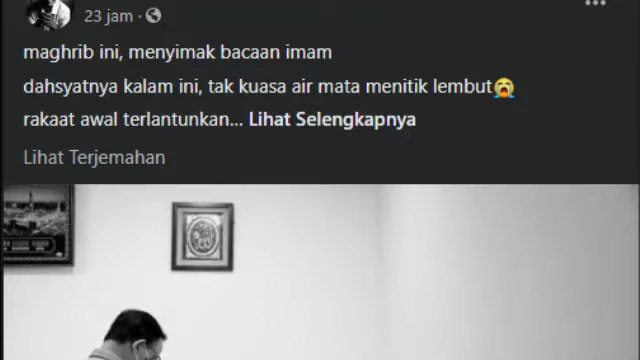 23 jam ·
maghrib ini, menyimak bacaan imam
dahsyatnya kalam ini, tak kuasa air mata menitik lembut😭
rakaat awal terlantunkan... Lihat Selengkapnya
Lihat Terjemahan